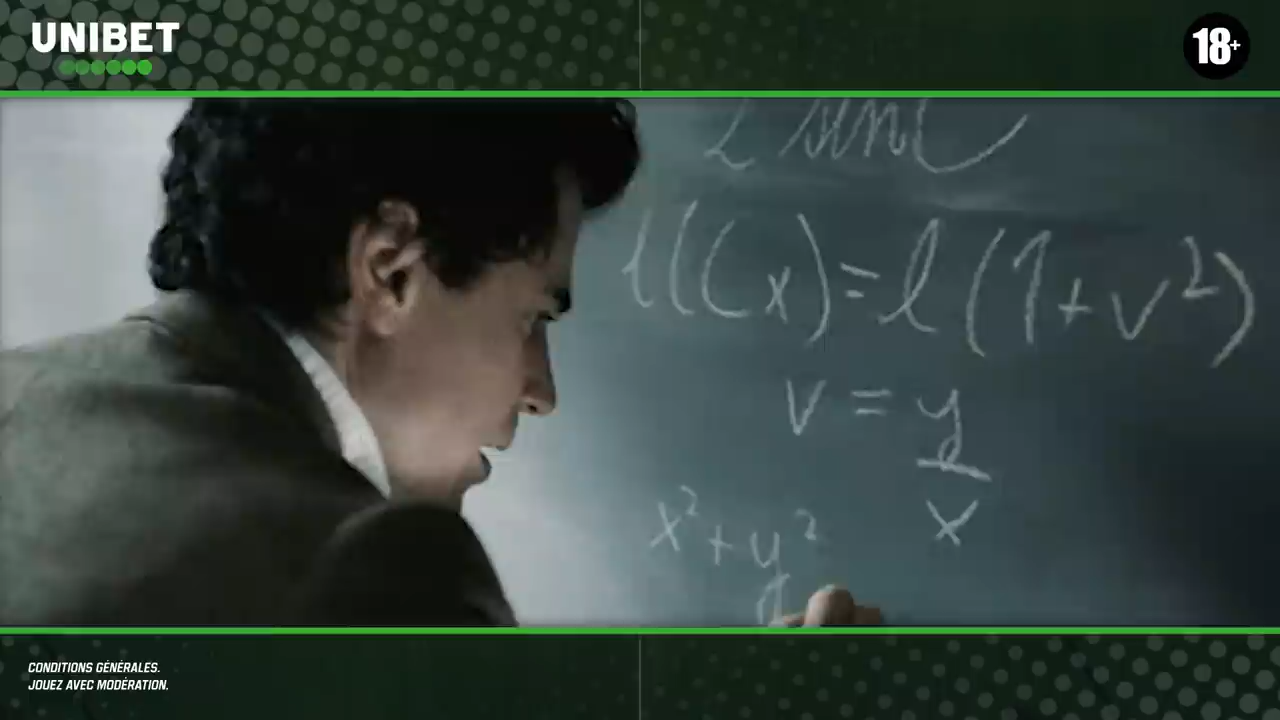 UNIBET
18+
l((x)=l(1+v²)
v = y
x
x²+y²
CONDITIONS GÉNÉRALES.
JOUEZ AVEC MODÉRATION.